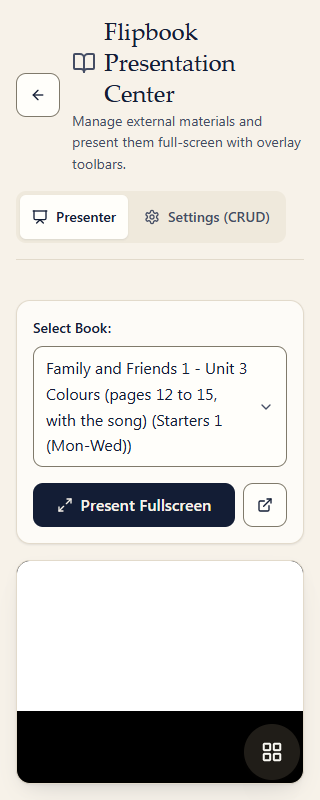 Flipbook
Presentation
Center
Manage external materials and
present them full-screen with overlay
toolbars.
Presenter
Settings (CRUD)
Select Book:
Family and Friends 1 - Unit 3
Colours (pages 12 to 15,
with the song) (Starters 1
(Mon-Wed))
Present Fullscreen